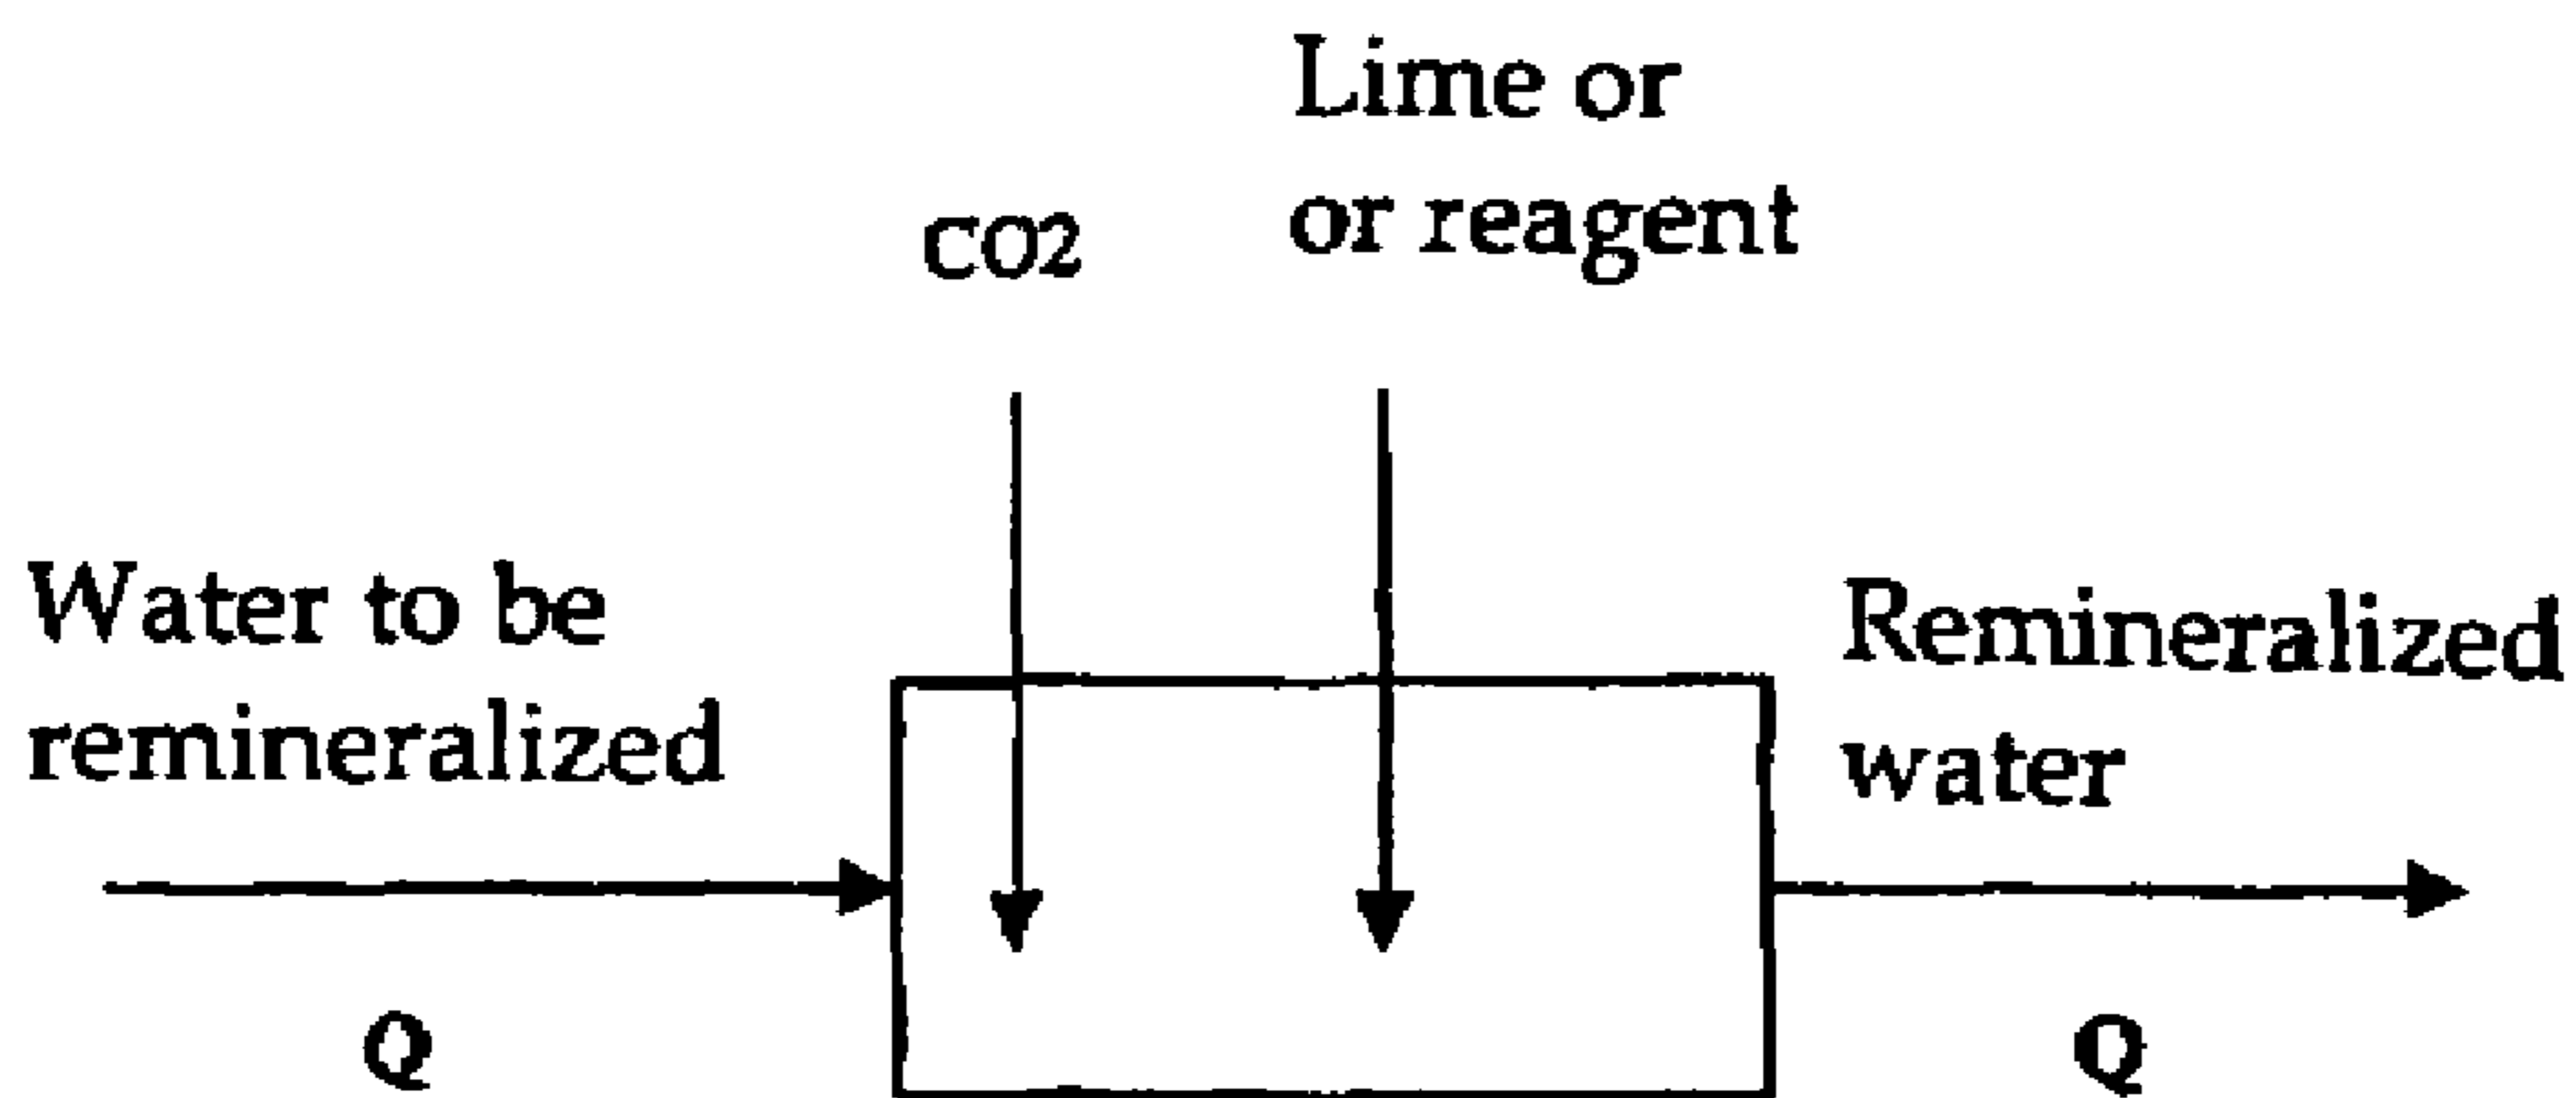 Lime or
or reagent
CO2
Water to be
remineralized
Remineralized
water
Q
Q